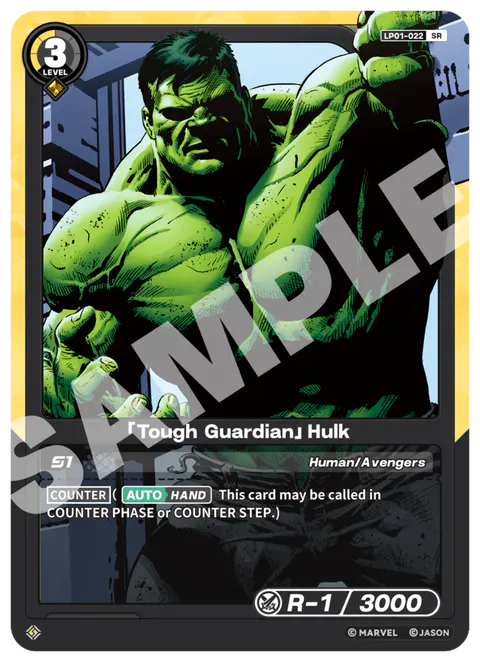 3
LEVEL
LP01-022 SR
SAMPLE
「Tough Guardian」Hulk
S1
Human/Avengers
COUNTER ( AUTO HAND This card may be called in
COUNTER PHASE or COUNTER STEP.)
R-1 / 3000
© MARVEL © JASON